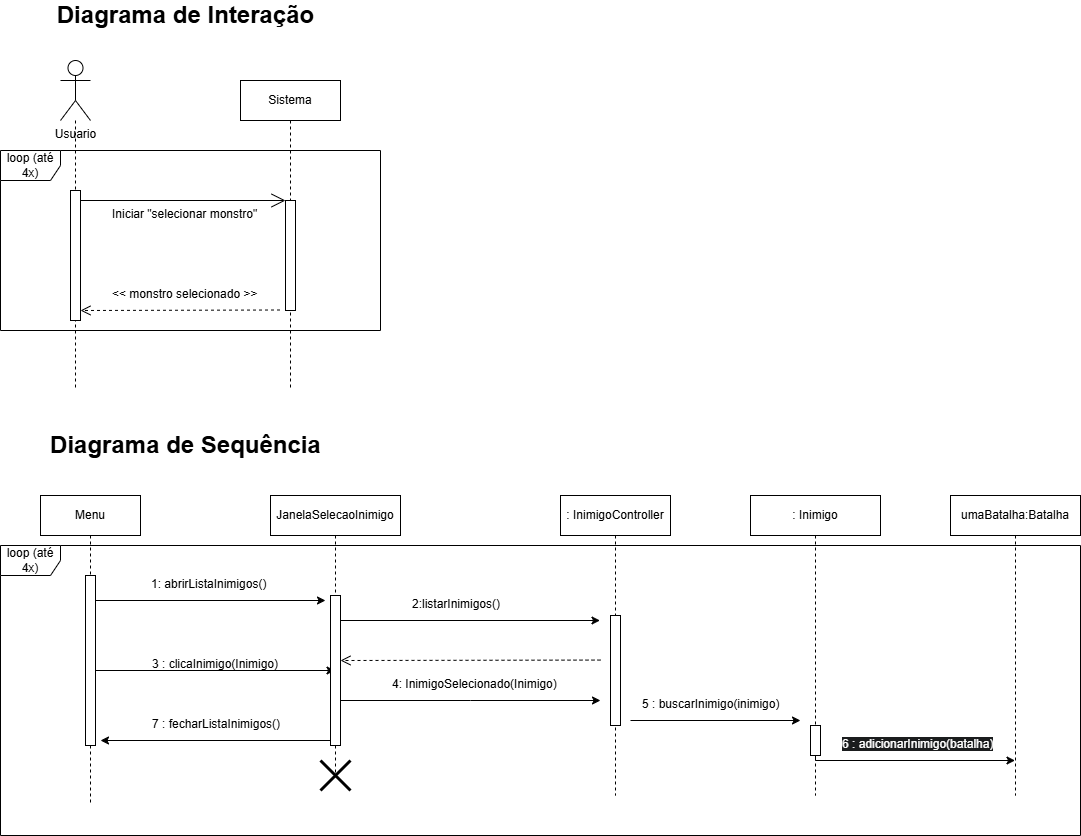 Diagrama de Interação
Sistema
Usuario
loop (até
4x)
Iniciar "selecionar monstro"
<< monstro selecionado >>
Diagrama de Sequência
Menu
JanelaSelecaoInimigo
: InimigoController
: Inimigo
umaBatalha:Batalha
loop (até
4x)
1: abrirListaInimigos()
2:listarInimigos()
3 : clicaInimigo(Inimigo)
4: InimigoSelecionado(Inimigo)
5 : buscarInimigo(inimigo)
7 : fecharListaInimigos()
6 : adicionarInimigo(batalha)